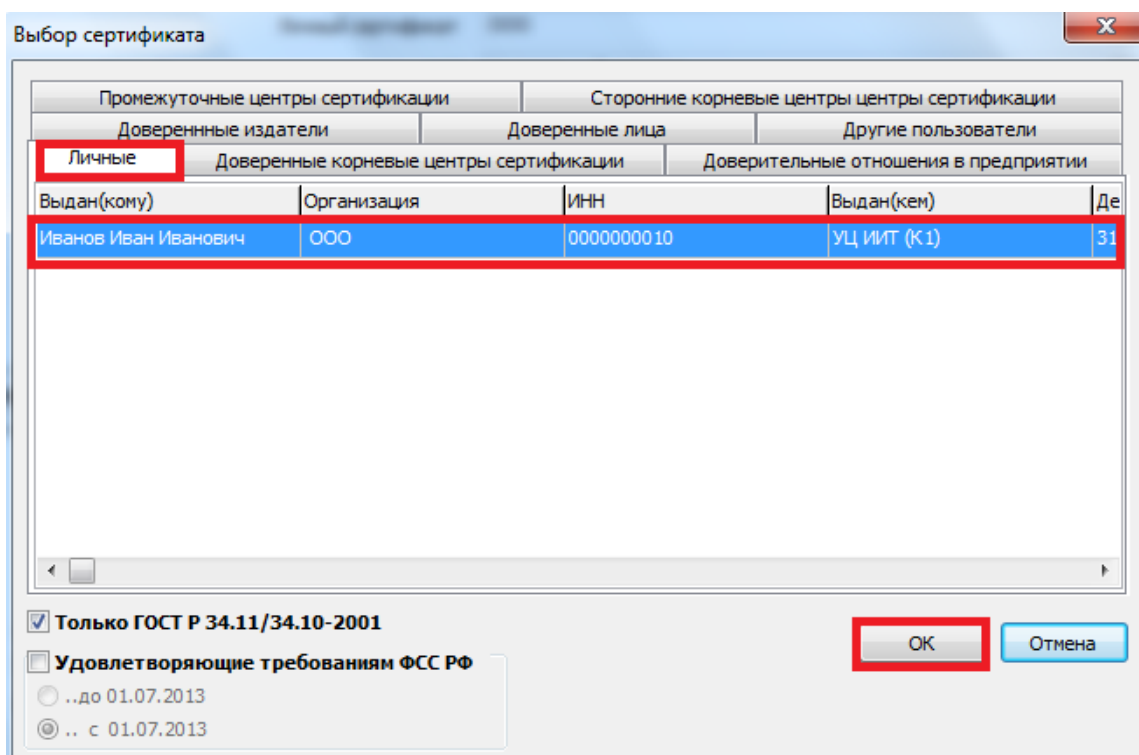 Выбор сертификата
Промежуточные центры сертификации Сторонние корневые центры центры сертификации
Довереннные издатели Доверенные лица Другие пользователи
Личные Доверенные корневые центры сертификации Доверительные отношения в предприятии
Выдан(кому) Организация ИНН Выдан(кем) Де
Иванов Иван Иванович ООО 0000000010 УЦ ИИТ (К1) 31
Только ГОСТ Р 34.11/34.10-2001
ОК Отмена
Удовлетворяющие требованиям ФСС РФ
..до 01.07.2013
.. с 01.07.2013